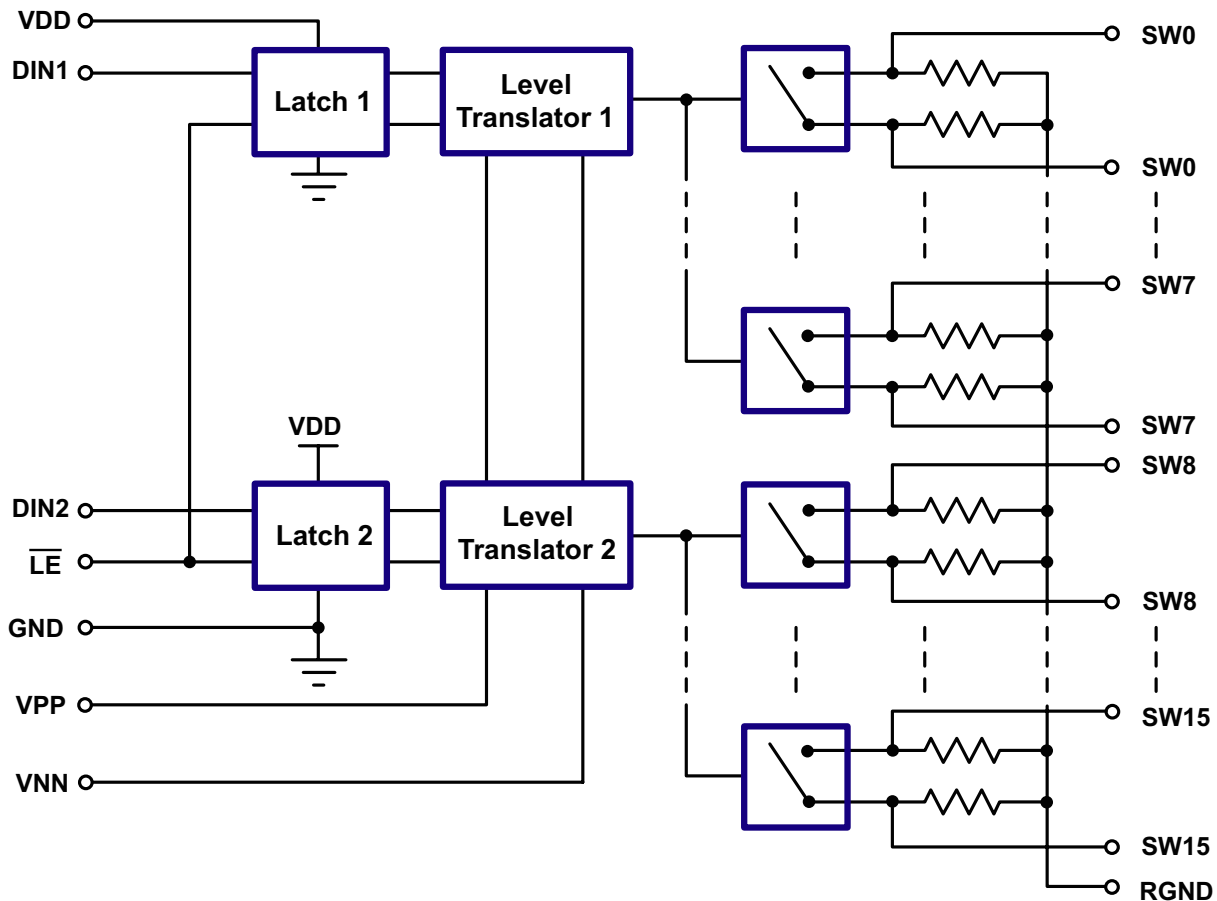 VDD
SW0
DIN1
Latch 1
Level
Translator 1
SW0
SW7
SW7
VDD
SW8
DIN2
Latch 2
Level
Translator 2
LE
SW8
GND
VPP
SW15
VNN
SW15
RGND